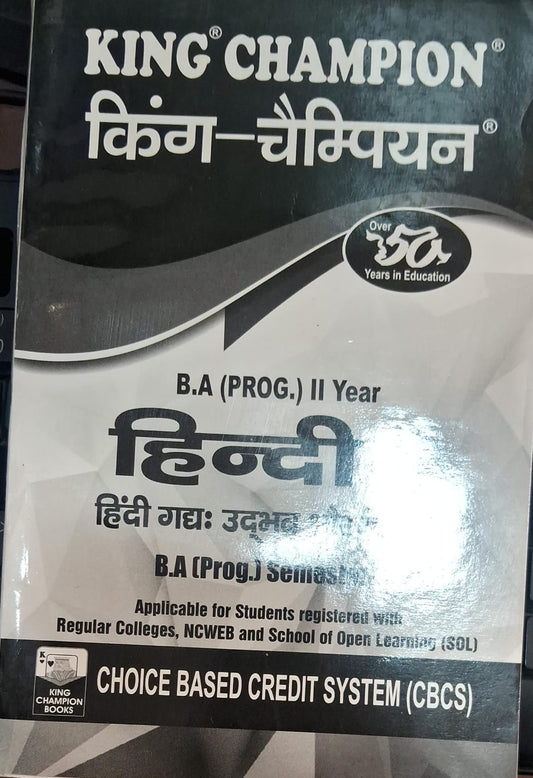 KING® CHAMPION®
किंग-चैम्पियन®
Over
50
Years in Education
B.A (PROG.) II Year
हिन्दी
हिंदी गद्यः उद्भव
B.A (Prog.)
Applicable for Students registered with
Regular Colleges, NCWEB and School of Open Learning (SOL)
K
KING
CHAMPION
BOOKS
CHOICE BASED CREDIT SYSTEM (CBCS)